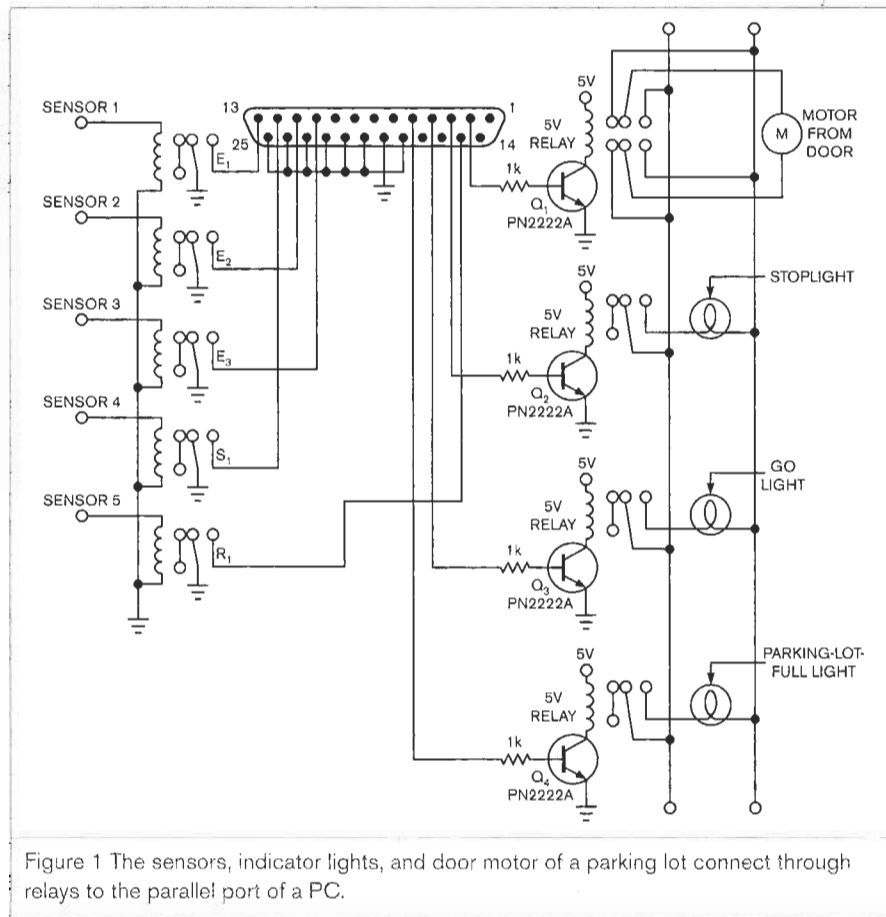 SENSOR 1
SENSOR 2
SENSOR 3
SENSOR 4
SENSOR 5
E1
E2
E3
S1
R1
13
1
25
14
5V
5V
RELAY
1k
Q1
PN2222A
MOTOR
FROM
DOOR
M
5V
5V
RELAY
1k
Q2
PN2222A
STOPLIGHT
5V
5V
RELAY
1k
Q3
PN2222A
GO
LIGHT
5V
5V
RELAY
1k
Q4
PN2222A
PARKING-LOT-
FULL LIGHT
Figure 1 The sensors, indicator lights, and door motor of a parking lot connect through
relays to the parallel port of a PC.